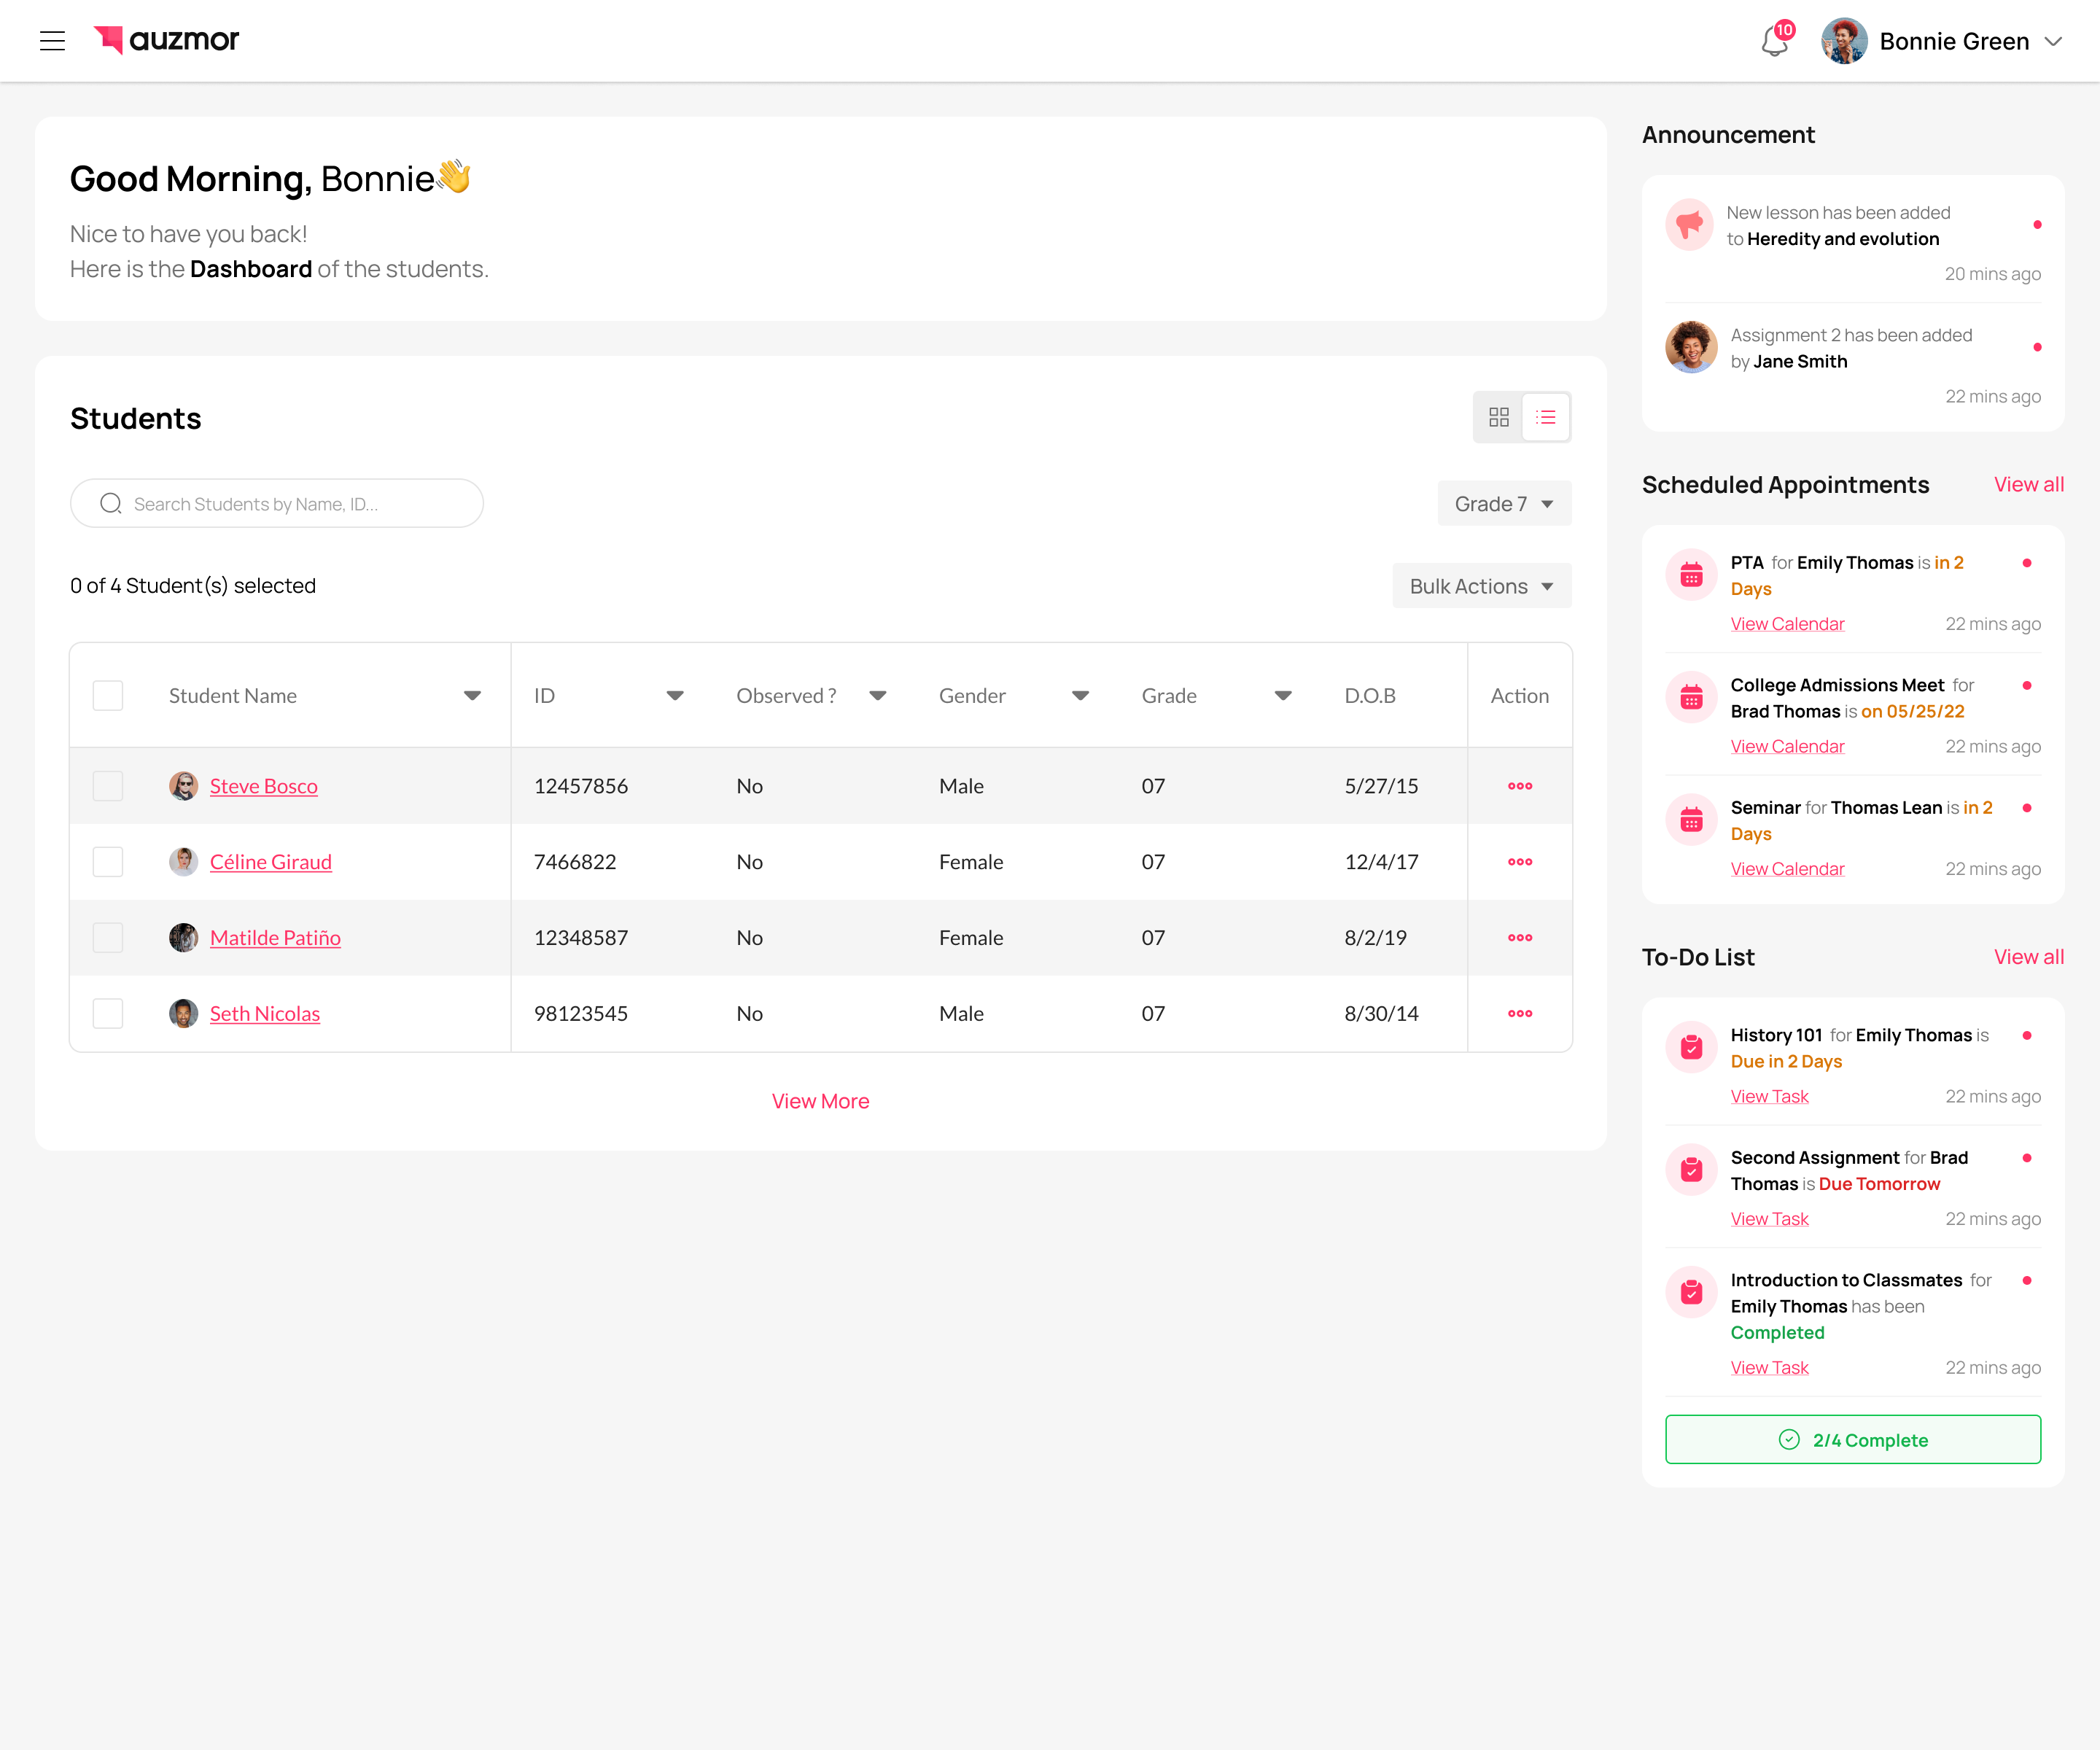 auzmor
10
Bonnie Green
Good Morning, Bonnie👋
Nice to have you back!
Here is the Dashboard of the students.
Students
Search Students by Name, ID...
Grade 7
0 of 4 Student(s) selected
Bulk Actions
Student Name ID Observed ? Gender Grade D.O.B Action
Steve Bosco 12457856 No Male 07 5/27/15
Céline Giraud 7466822 No Female 07 12/4/17
Matilde Patiño 12348587 No Female 07 8/2/19
Seth Nicolas 98123545 No Male 07 8/30/14
View More
Announcement
New lesson has been added
to Heredity and evolution
20 mins ago
Assignment 2 has been added
by Jane Smith
22 mins ago
Scheduled Appointments View all
PTA for Emily Thomas is in 2
Days
View Calendar 22 mins ago
College Admissions Meet for
Brad Thomas is on 05/25/22
View Calendar 22 mins ago
Seminar for Thomas Lean is in 2
Days
View Calendar 22 mins ago
To-Do List View all
History 101 for Emily Thomas is
Due in 2 Days
View Task 22 mins ago
Second Assignment for Brad
Thomas is Due Tomorrow
View Task 22 mins ago
Introduction to Classmates for
Emily Thomas has been
Completed
View Task 22 mins ago
2/4 Complete